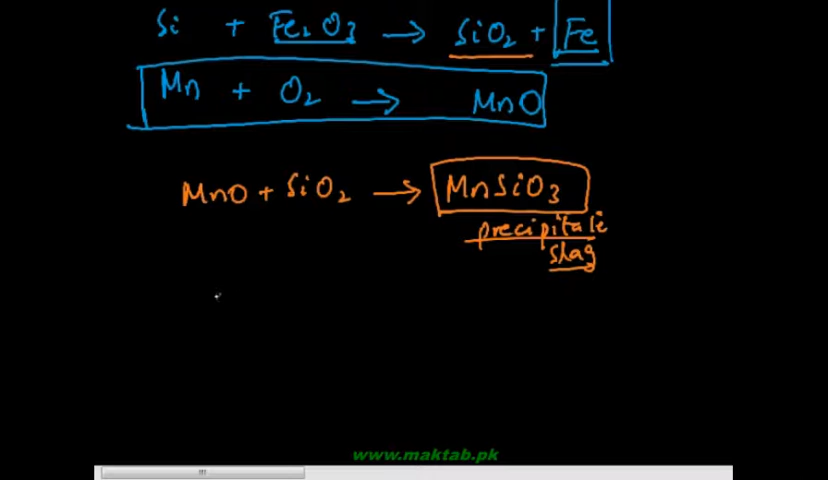 Si + Fe₂O₃ → SiO₂ + Fe
Mn + O₂ → MnO
MnO + SiO₂ → MnSiO₃
precipitate
slag
www.maktab.pk